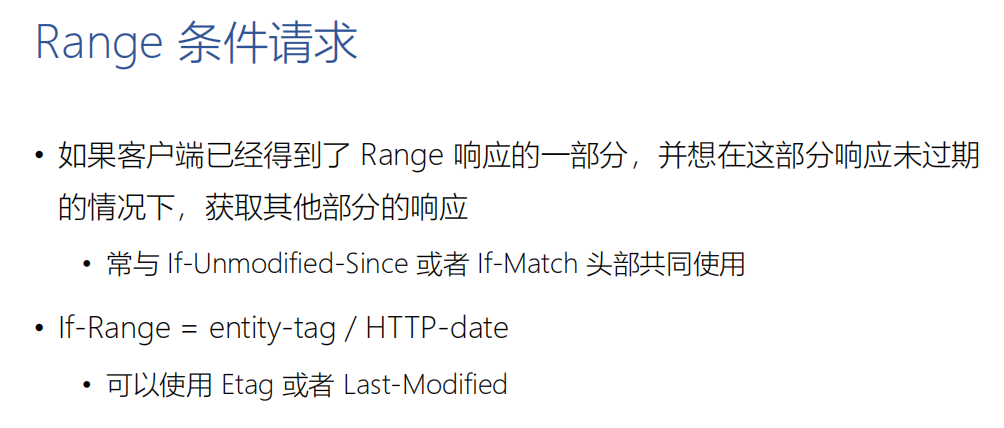 Range 条件请求
• 如果客户端已经得到了 Range 响应的一部分，并想在这部分响应未过期
的情况下，获取其他部分的响应
• 常与 If-Unmodified-Since 或者 If-Match 头部共同使用
• If-Range = entity-tag / HTTP-date
• 可以使用 Etag 或者 Last-Modified